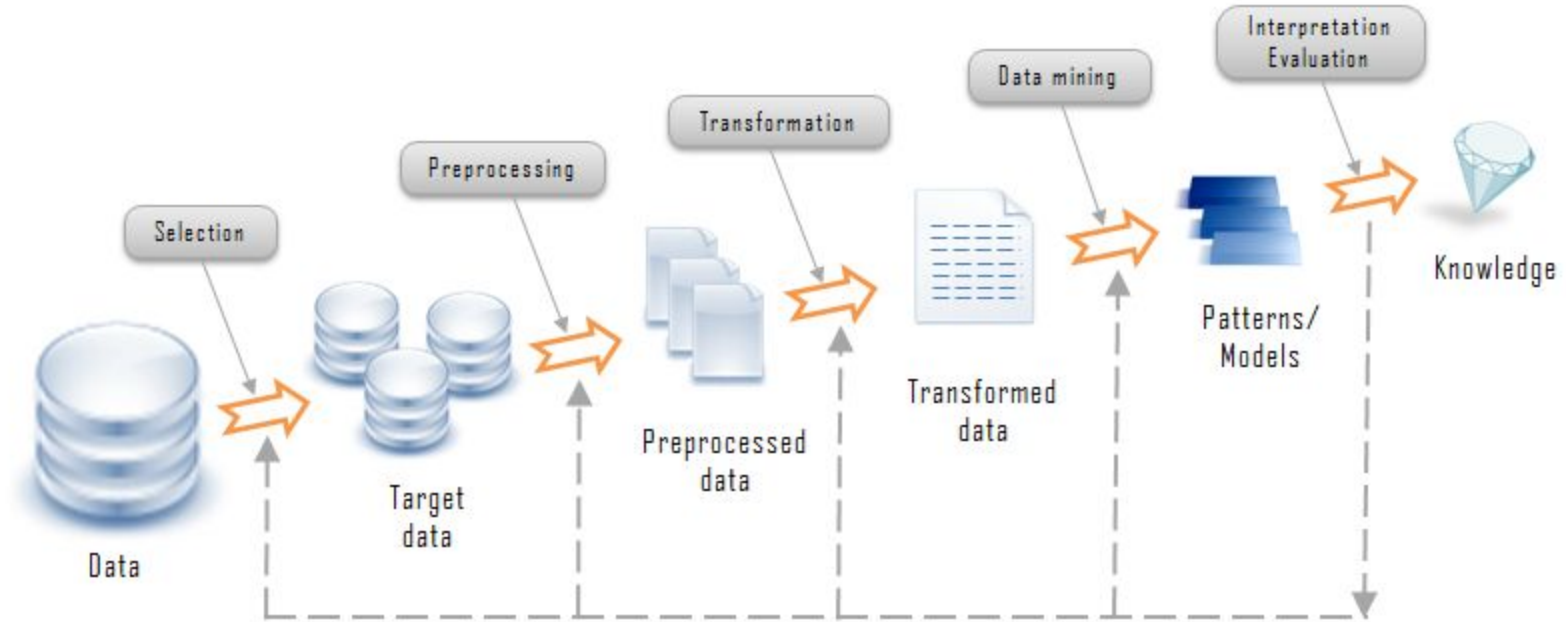 Interpretation
Evaluation
Data mining
Transformation
Preprocessing
Selection
Knowledge
Patterns/
Models
Transformed
data
Preprocessed
data
Target
data
Data